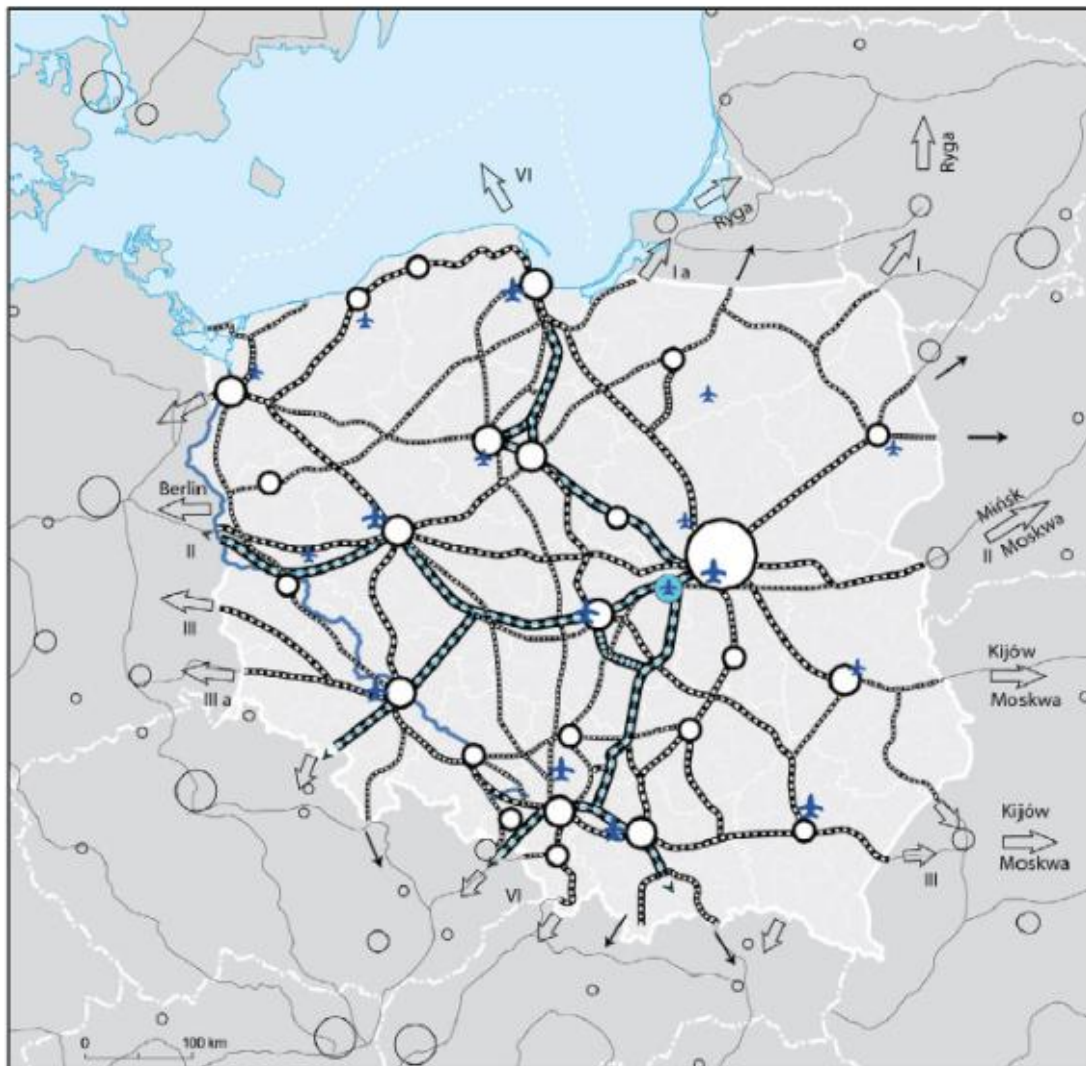 VI
Ryga
Ryga
I a
I
Berlin
II
Mińsk
Moskwa
II
III
III a
Kijów
Moskwa
Kijów
Moskwa
III
VI
0 100 km